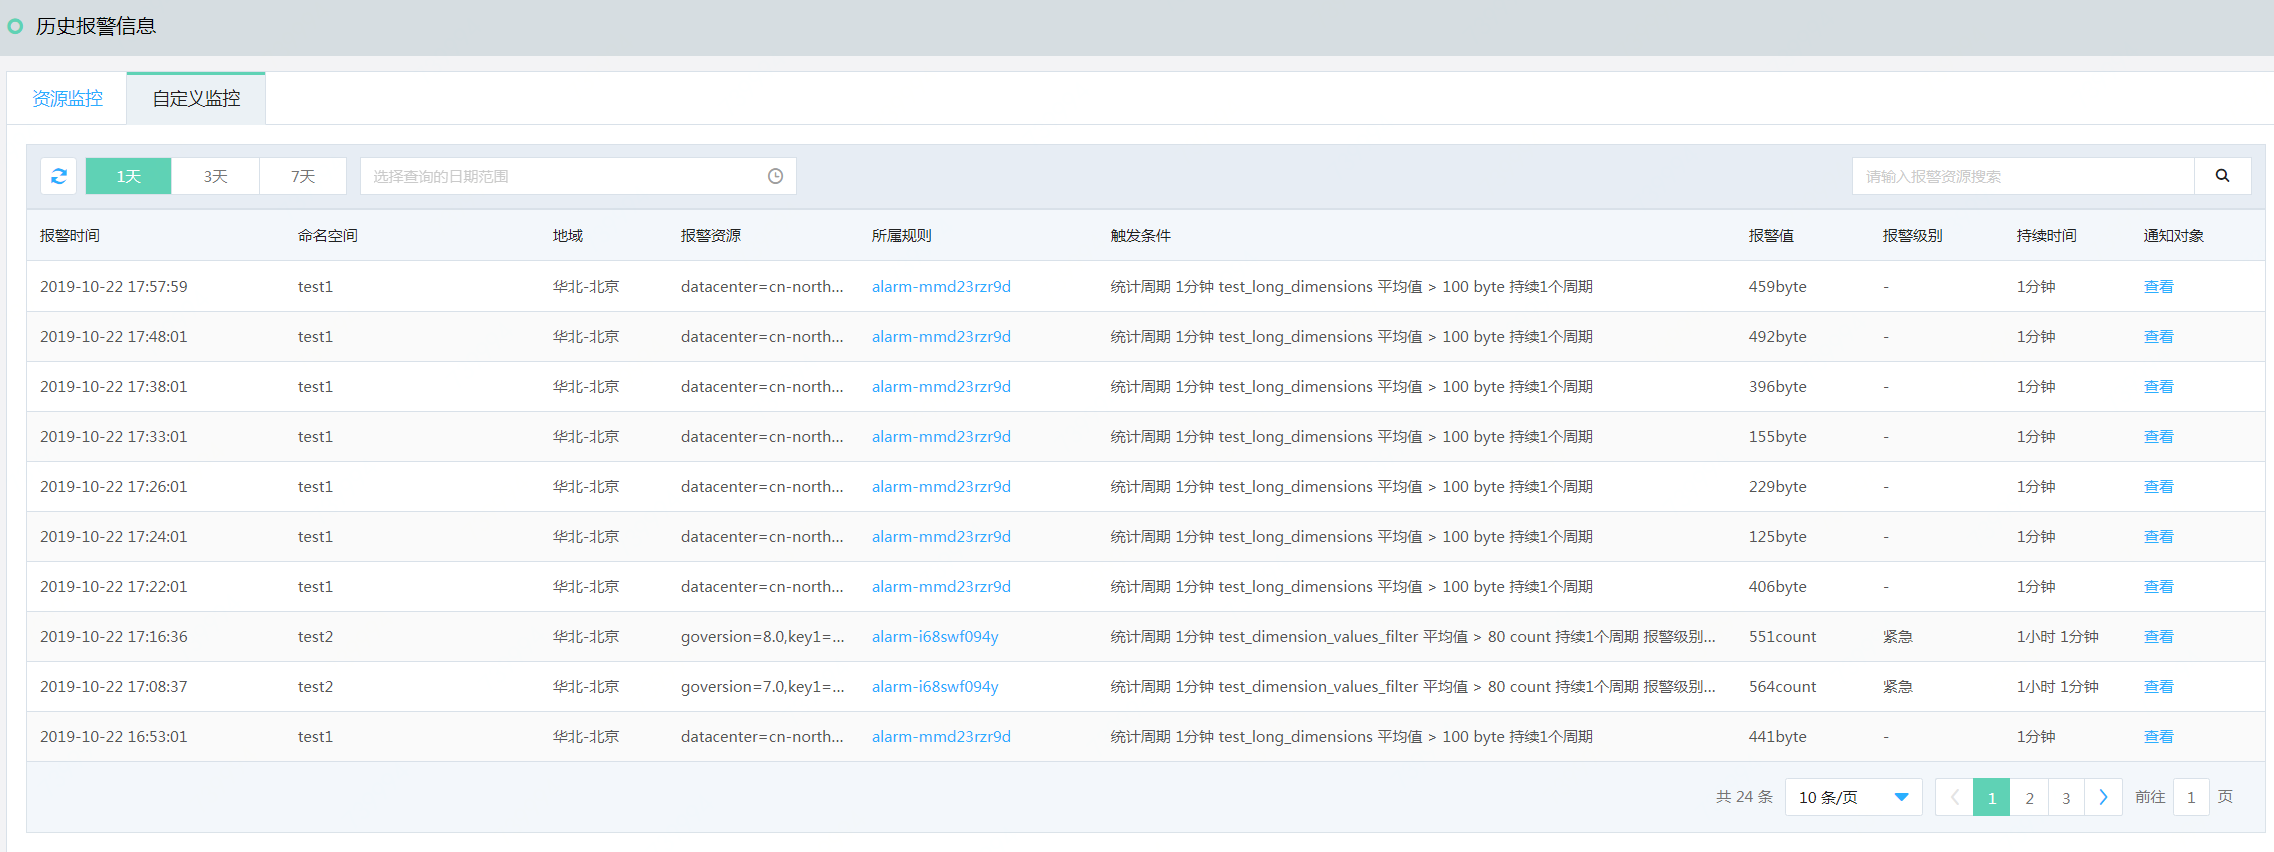 历史报警信息
资源监控 自定义监控
1天 3天 7天 选择查询的日期范围 请输入报警资源搜索
报警时间 命名空间 地域 报警资源 所属规则 触发条件 报警值 报警级别 持续时间 通知对象
2019-10-22 17:57:59 test1 华北-北京 datacenter=cn-north... alarm-mmd23rzr9d 统计周期 1分钟 test_long_dimensions 平均值 > 100 byte 持续1个周期 459byte - 1分钟 查看
2019-10-22 17:48:01 test1 华北-北京 datacenter=cn-north... alarm-mmd23rzr9d 统计周期 1分钟 test_long_dimensions 平均值 > 100 byte 持续1个周期 492byte - 1分钟 查看
2019-10-22 17:38:01 test1 华北-北京 datacenter=cn-north... alarm-mmd23rzr9d 统计周期 1分钟 test_long_dimensions 平均值 > 100 byte 持续1个周期 396byte - 1分钟 查看
2019-10-22 17:33:01 test1 华北-北京 datacenter=cn-north... alarm-mmd23rzr9d 统计周期 1分钟 test_long_dimensions 平均值 > 100 byte 持续1个周期 155byte - 1分钟 查看
2019-10-22 17:26:01 test1 华北-北京 datacenter=cn-north... alarm-mmd23rzr9d 统计周期 1分钟 test_long_dimensions 平均值 > 100 byte 持续1个周期 229byte - 1分钟 查看
2019-10-22 17:24:01 test1 华北-北京 datacenter=cn-north... alarm-mmd23rzr9d 统计周期 1分钟 test_long_dimensions 平均值 > 100 byte 持续1个周期 125byte - 1分钟 查看
2019-10-22 17:22:01 test1 华北-北京 datacenter=cn-north... alarm-mmd23rzr9d 统计周期 1分钟 test_long_dimensions 平均值 > 100 byte 持续1个周期 406byte - 1分钟 查看
2019-10-22 17:16:36 test2 华北-北京 goversion=8.0,key1=... alarm-i68swf094y 统计周期 1分钟 test_dimension_values_filter 平均值 > 80 count 持续1个周期 报警级别... 551count 紧急 1小时 1分钟 查看
2019-10-22 17:08:37 test2 华北-北京 goversion=7.0,key1=... alarm-i68swf094y 统计周期 1分钟 test_dimension_values_filter 平均值 > 80 count 持续1个周期 报警级别... 564count 紧急 1小时 1分钟 查看
2019-10-22 16:53:01 test1 华北-北京 datacenter=cn-north... alarm-mmd23rzr9d 统计周期 1分钟 test_long_dimensions 平均值 > 100 byte 持续1个周期 441byte - 1分钟 查看
共 24 条 10 条/页 1 2 3 前往 1 页